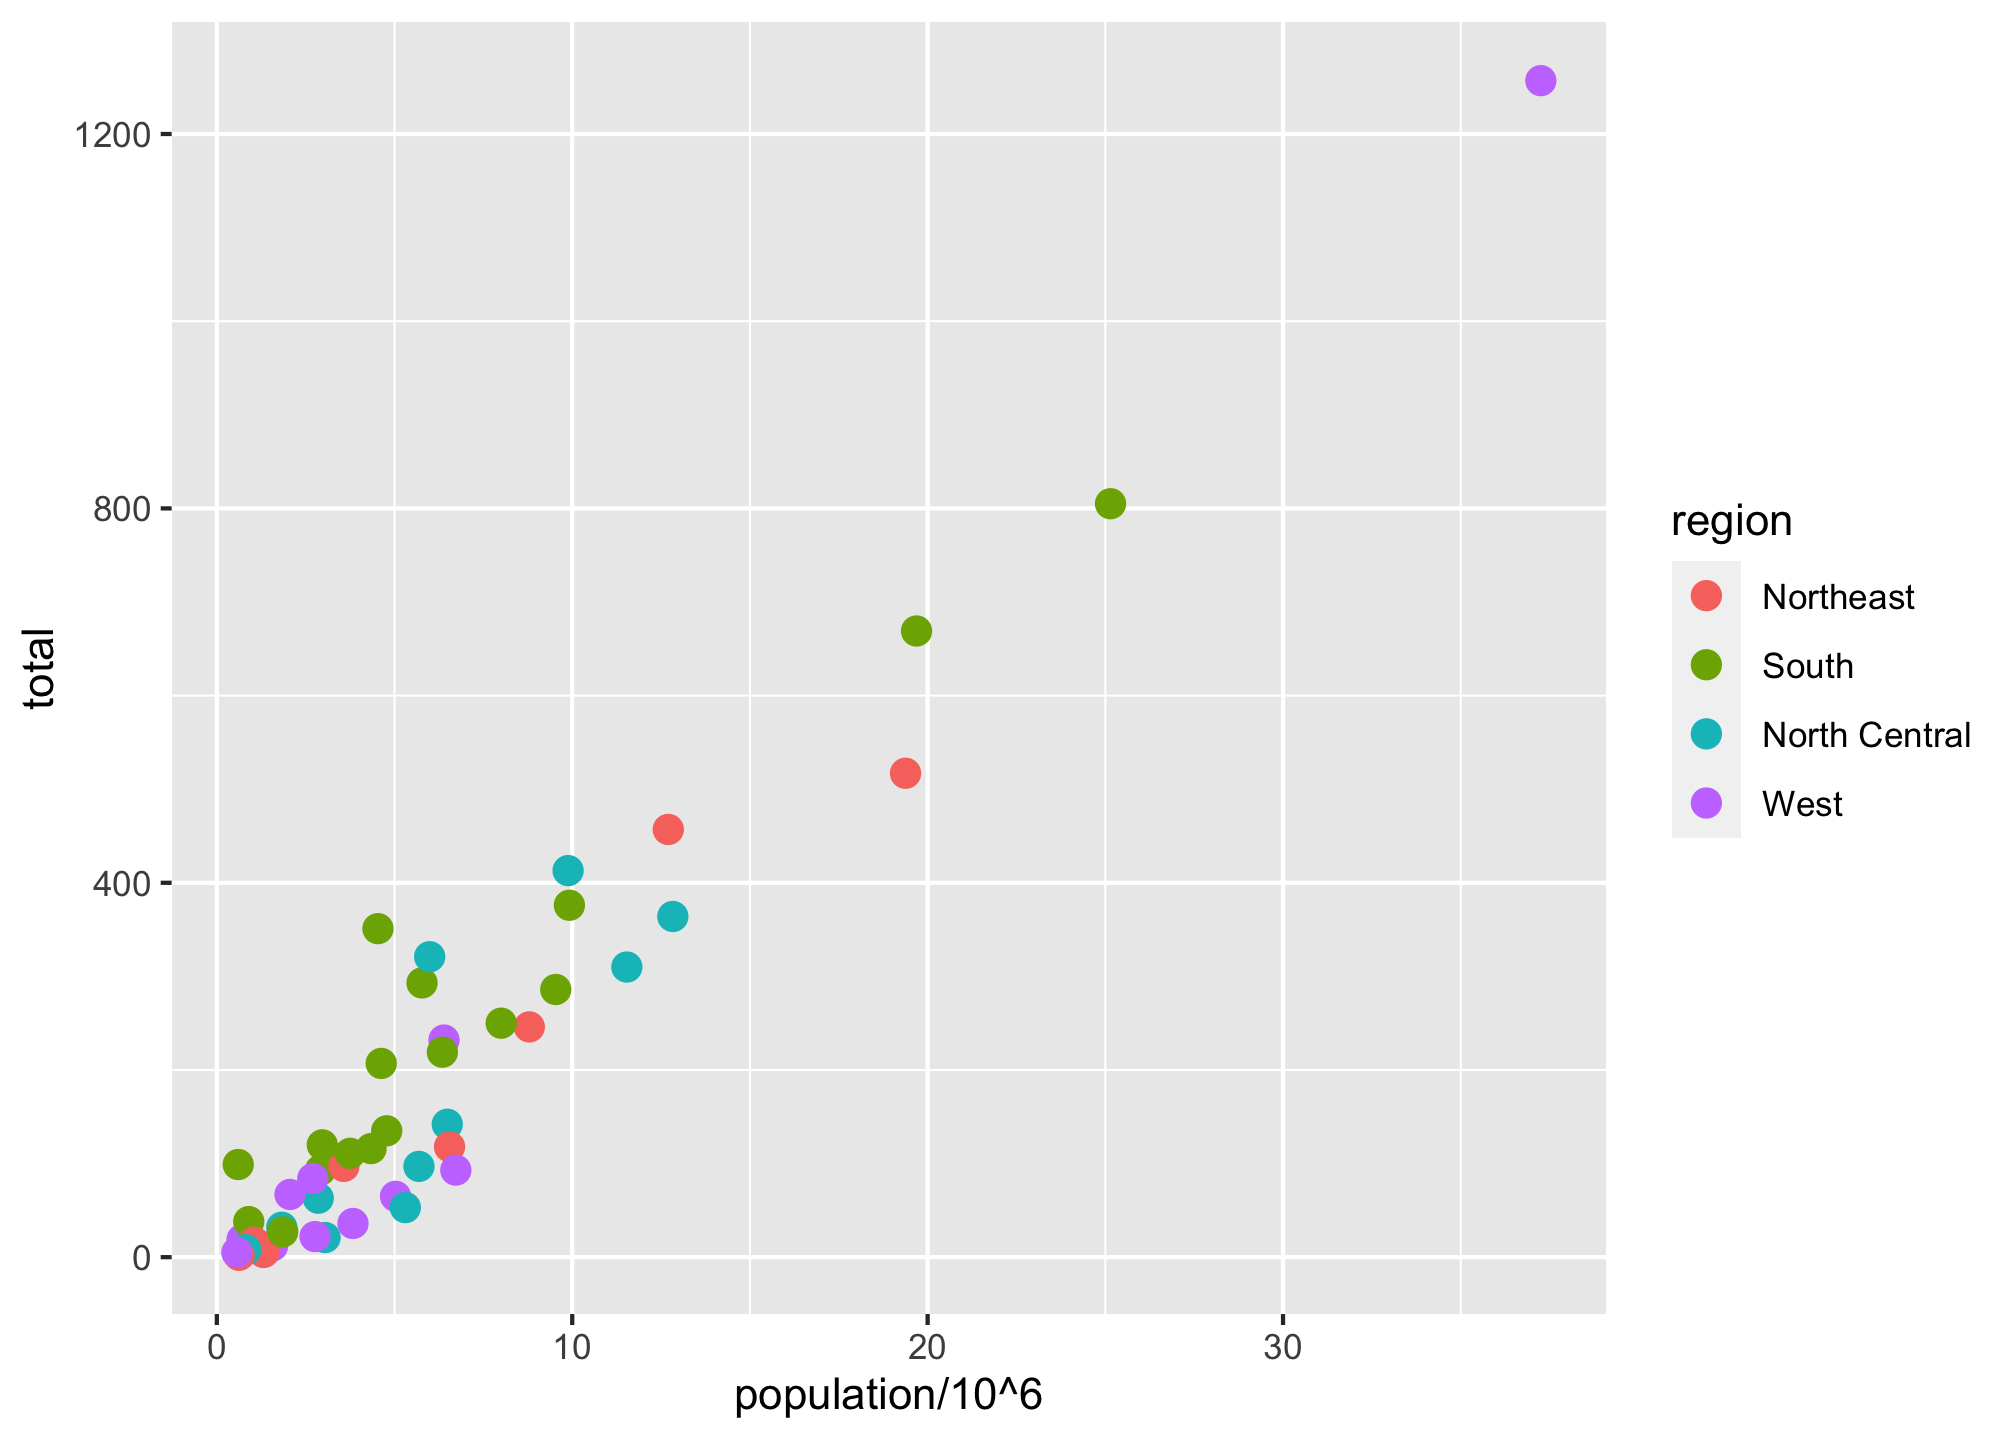 1200
800
400
0
total
0 10 20 30
population/10^6
region
Northeast
South
North Central
West